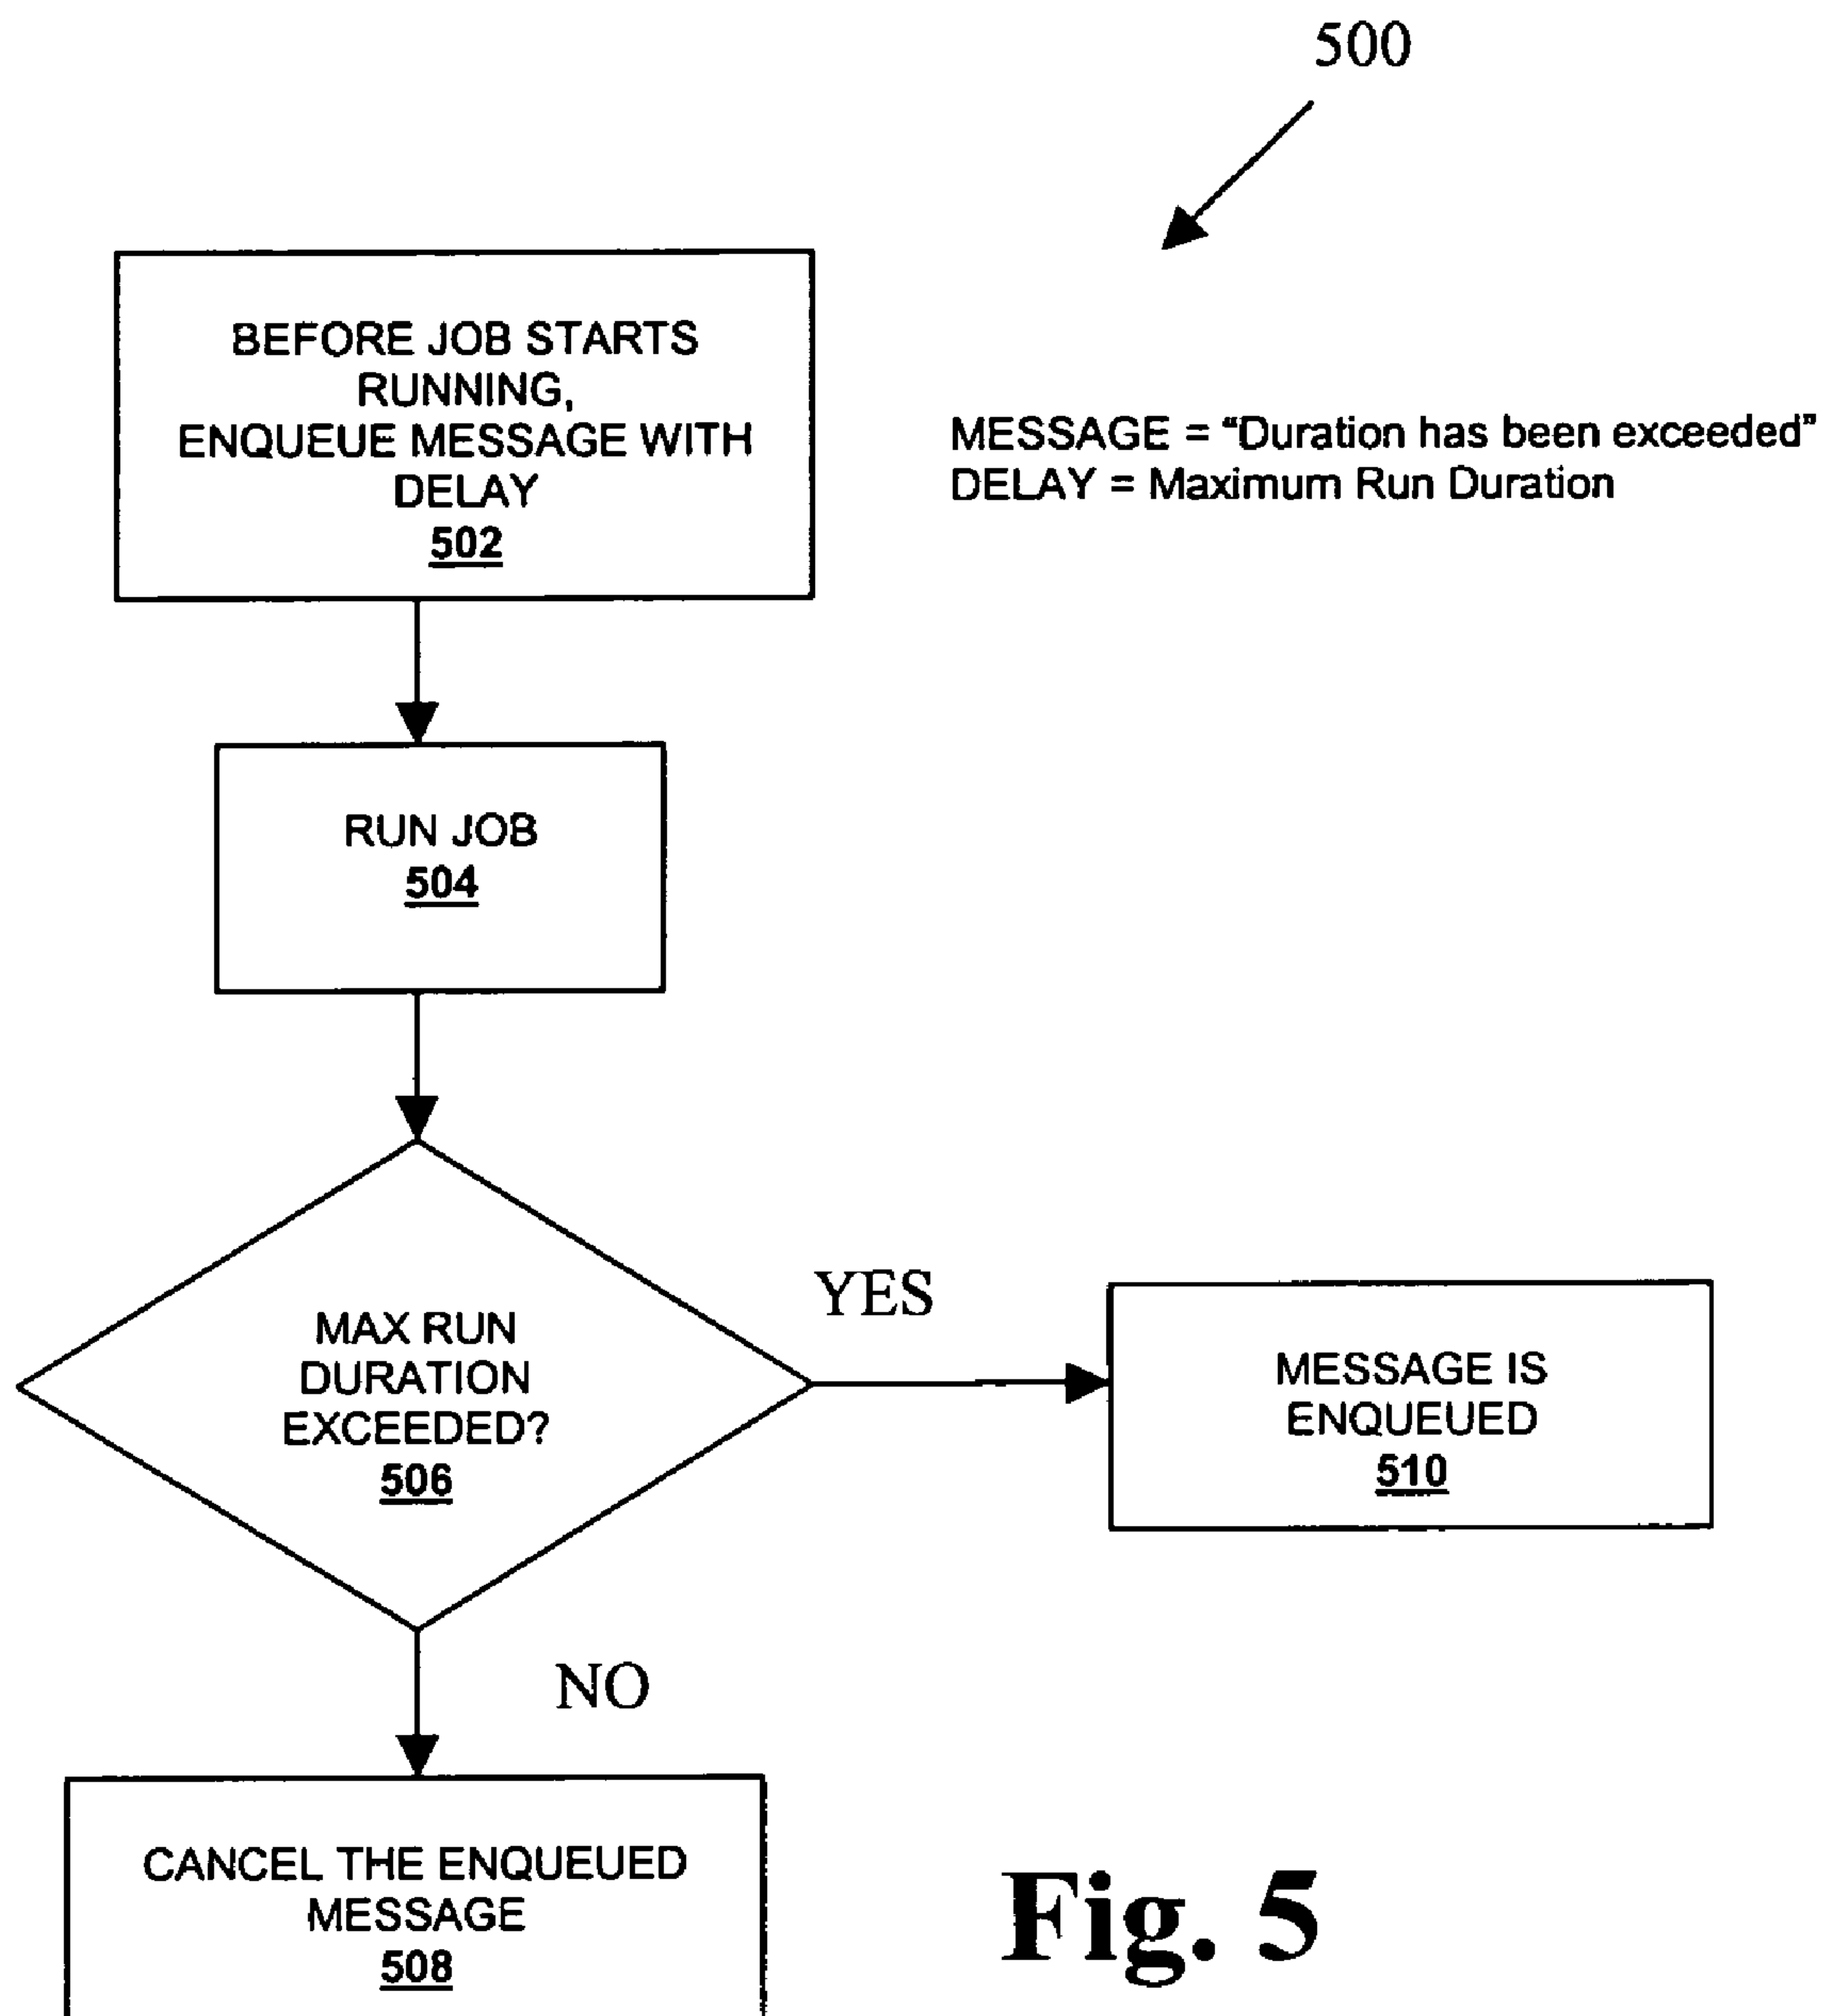 500
BEFORE JOB STARTS
RUNNING,
ENQUEUE MESSAGE WITH
DELAY
502
MESSAGE = "Duration has been exceeded"
DELAY = Maximum Run Duration
RUN JOB
504
MAX RUN
DURATION
EXCEEDED?
506
YES
MESSAGE IS
ENQUEUED
510
NO
CANCEL THE ENQUEUED
MESSAGE
508
Fig. 5